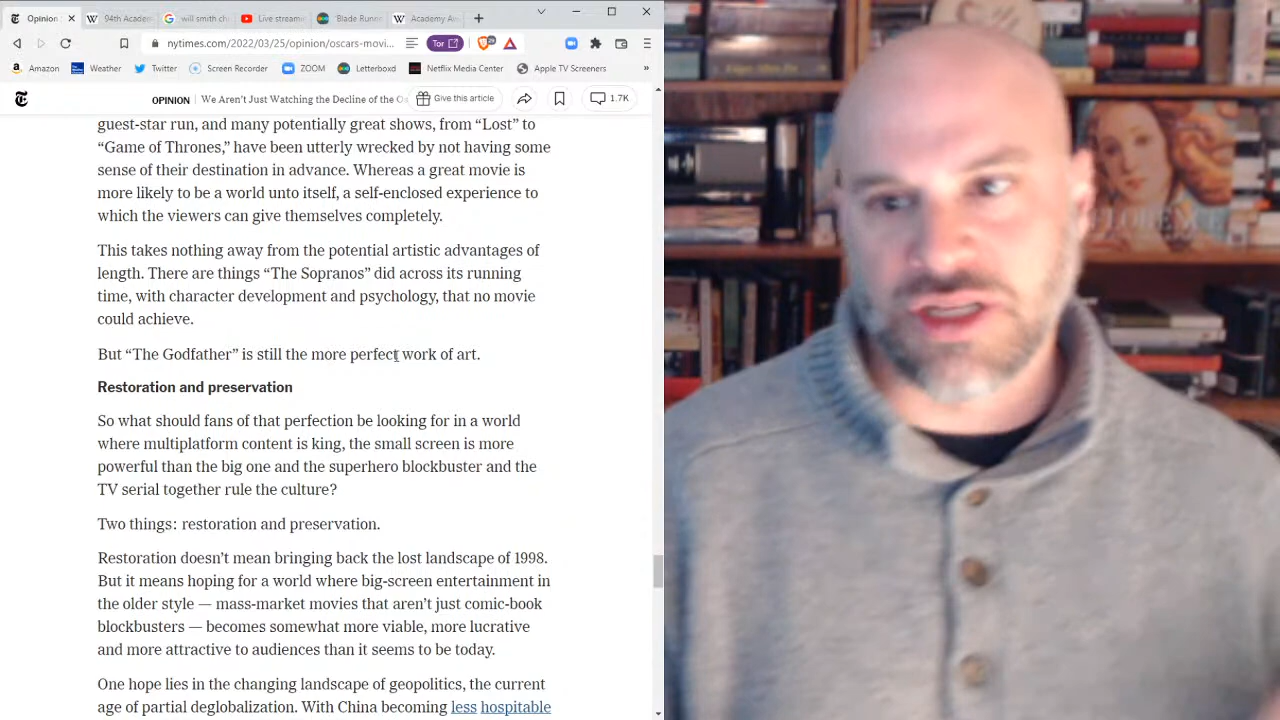 Opinion
94th Acade
will smith ch
Live streami
Blade Runn
Academy Aw
nytimes.com/2022/03/25/opinion/oscars-movi...
Tor
Amazon
Weather
Twitter
Screen Recorder
ZOOM
Letterboxd
Netflix Media Center
Apple TV Screeners
»
OPINION
We Aren't Just Watching the Decline of the O
Give this article
1.7K
guest-star run, and many potentially great shows, from “Lost” to
“Game of Thrones,” have been utterly wrecked by not having some
sense of their destination in advance. Whereas a great movie is
more likely to be a world unto itself, a self-enclosed experience to
which the viewers can give themselves completely.
This takes nothing away from the potential artistic advantages of
length. There are things “The Sopranos” did across its running
time, with character development and psychology, that no movie
could achieve.
But “The Godfather” is still the more perfect work of art.
Restoration and preservation
So what should fans of that perfection be looking for in a world
where multiplatform content is king, the small screen is more
powerful than the big one and the superhero blockbuster and the
TV serial together rule the culture?
Two things: restoration and preservation.
Restoration doesn’t mean bringing back the lost landscape of 1998.
But it means hoping for a world where big-screen entertainment in
the older style — mass-market movies that aren’t just comic-book
blockbusters — becomes somewhat more viable, more lucrative
and more attractive to audiences than it seems to be today.
One hope lies in the changing landscape of geopolitics, the current
age of partial deglobalization. With China becoming less hospitable
Edgar Allan Poe
FLORENCE